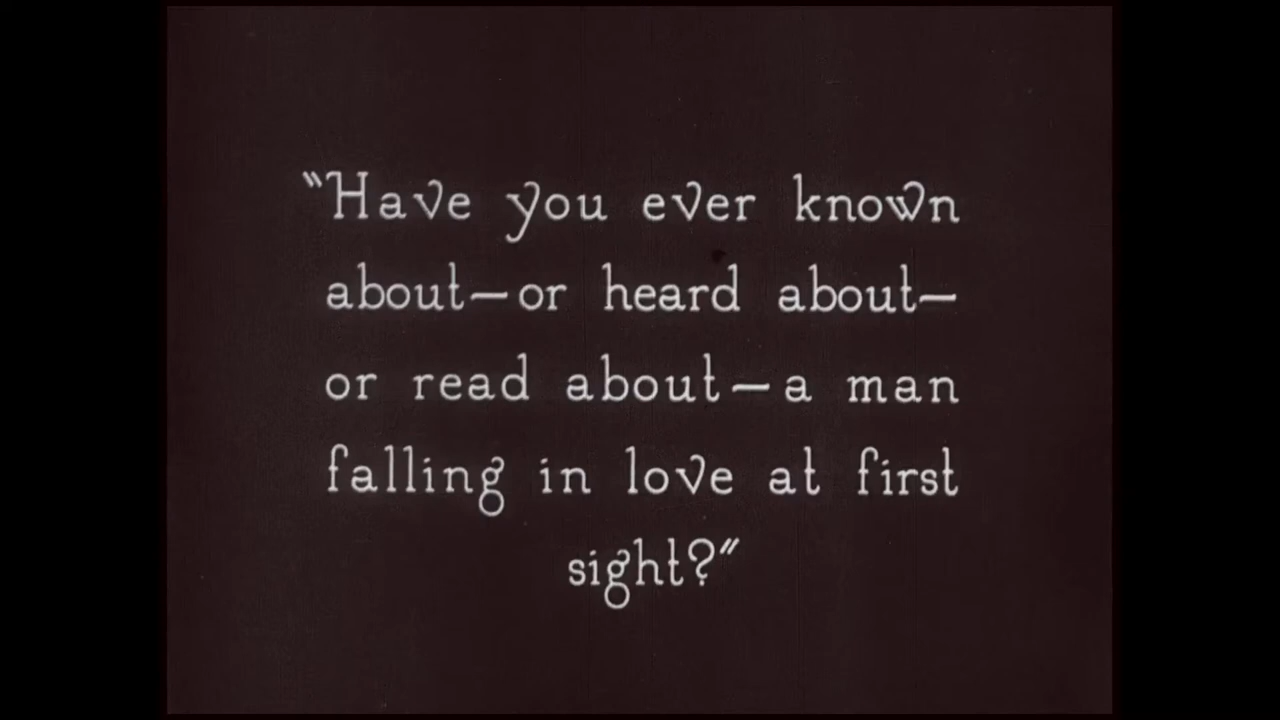 "Have you ever known
about—or heard about—
or read about—a man
falling in love at first
sight?"